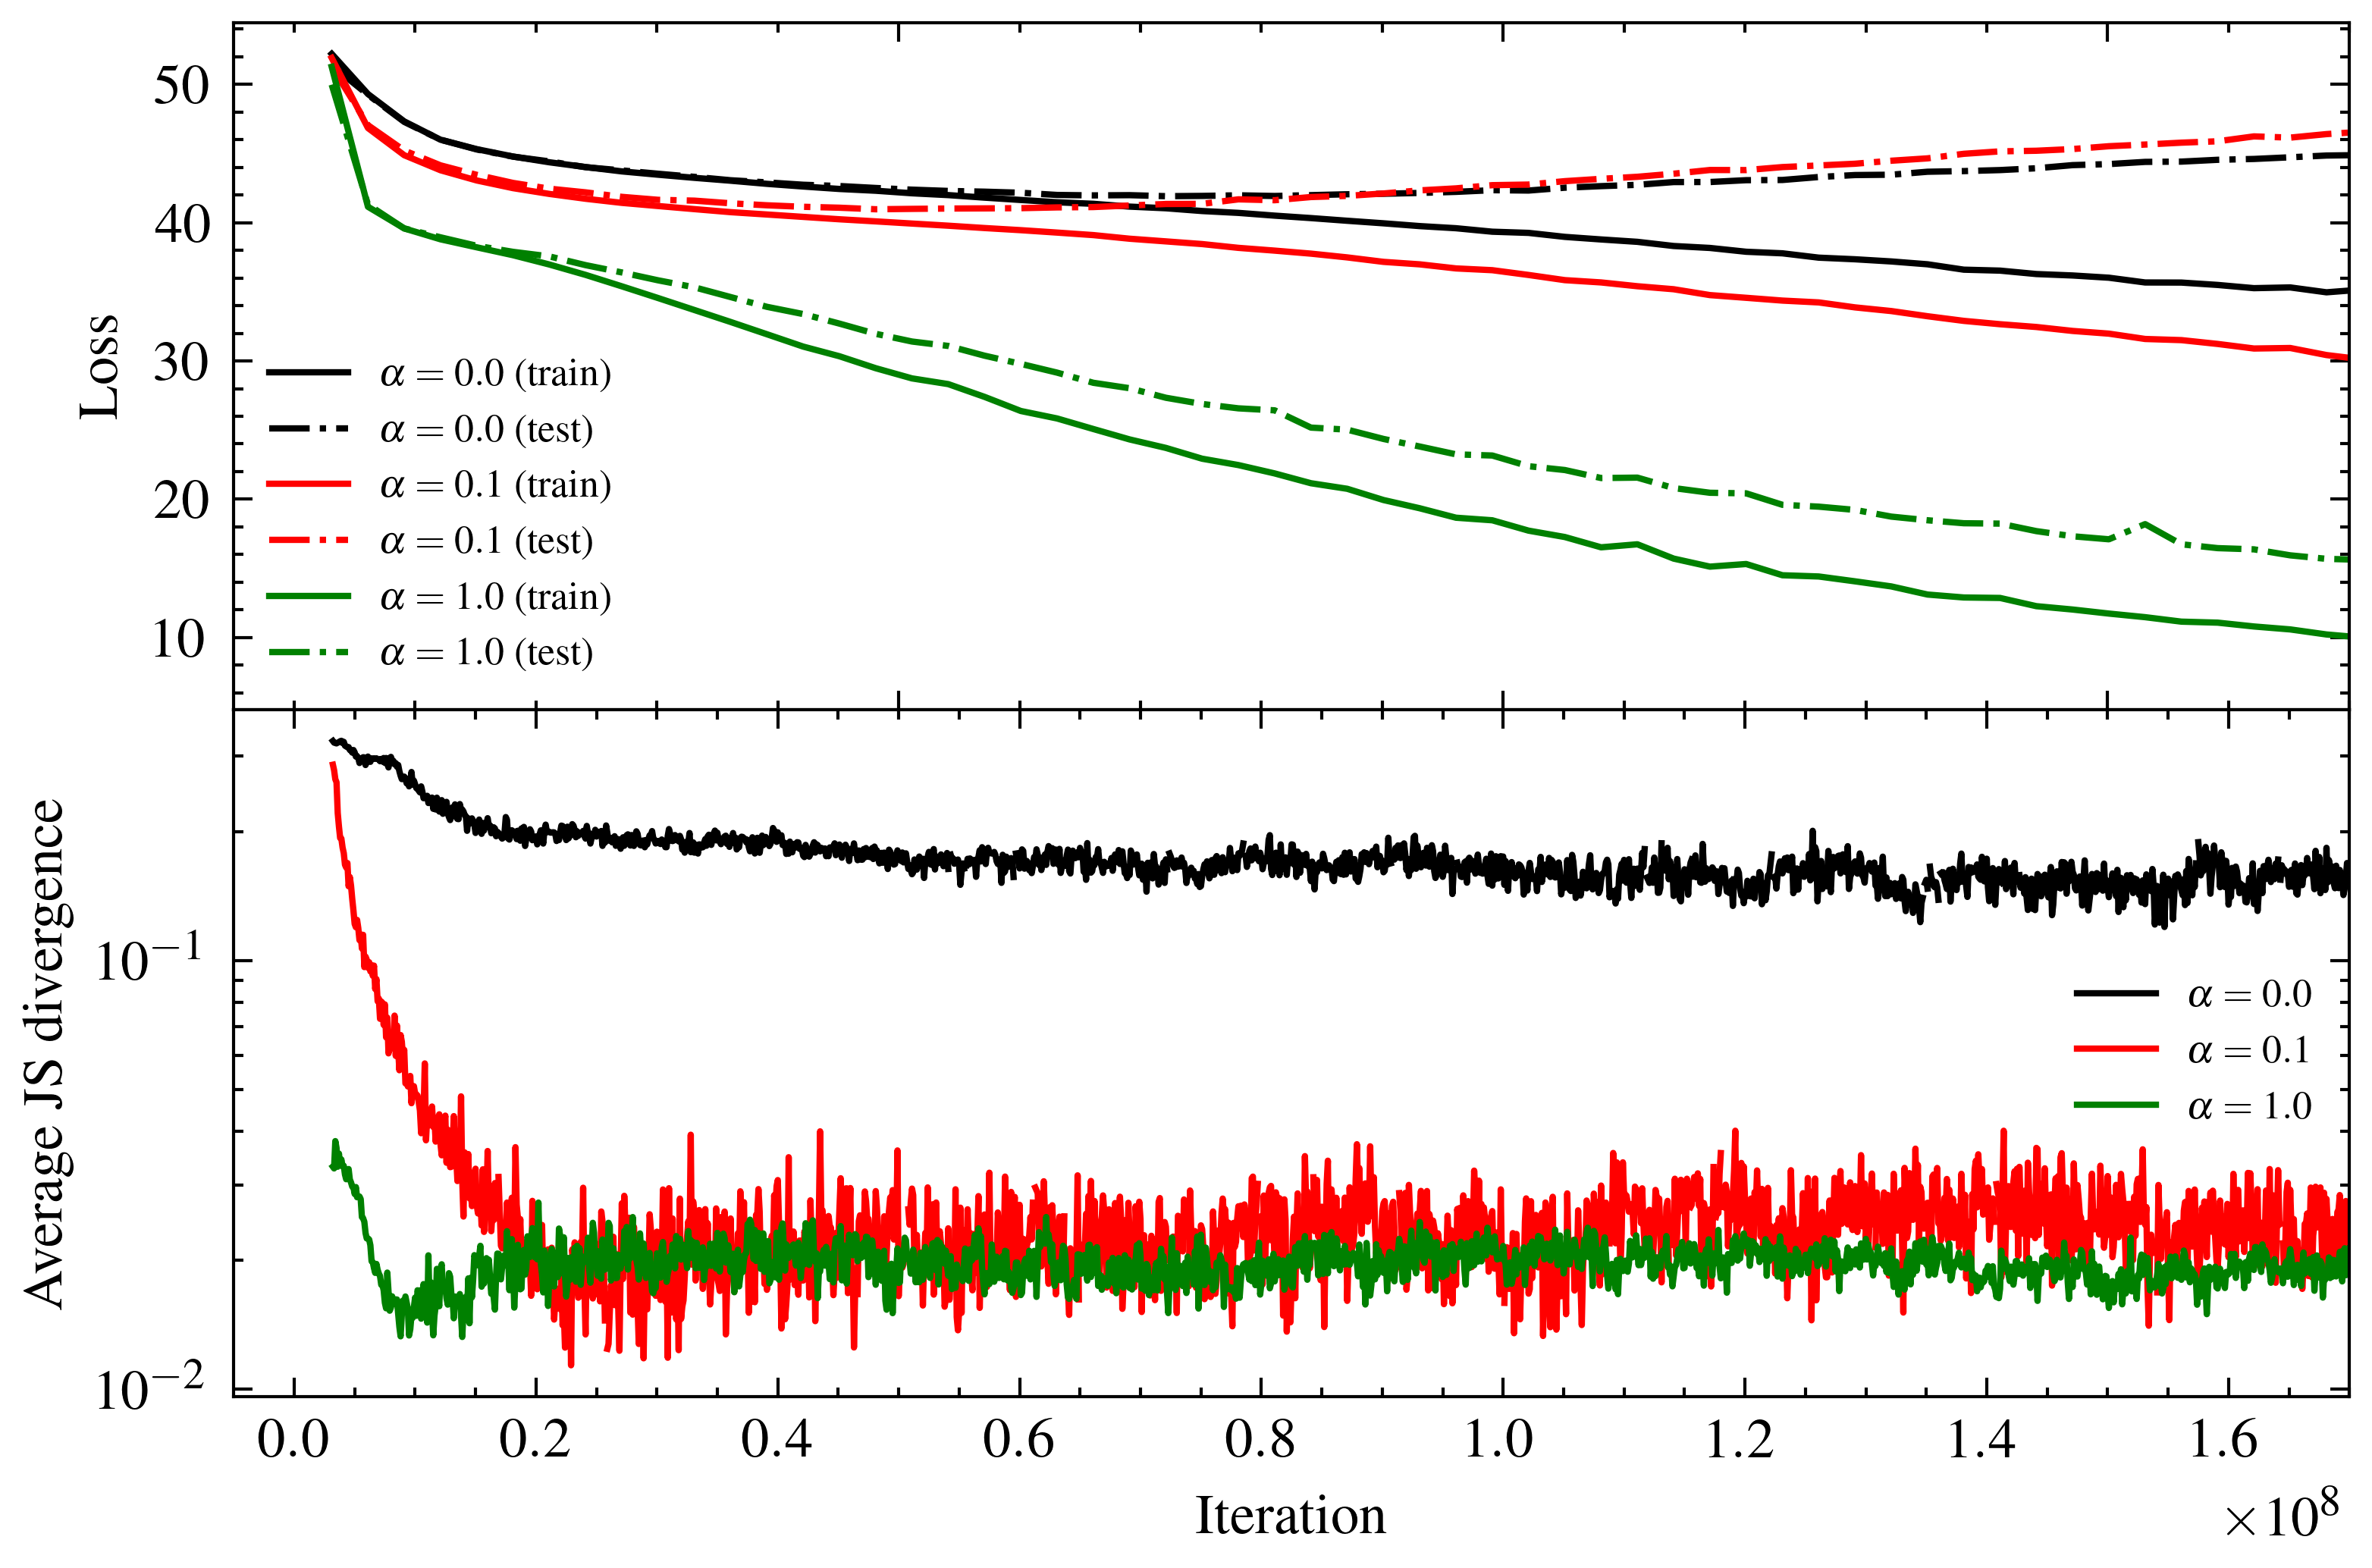 50
40
30
20
10
Loss
α = 0.0 (train)
α = 0.0 (test)
α = 0.1 (train)
α = 0.1 (test)
α = 1.0 (train)
α = 1.0 (test)
10⁻¹
10⁻²
Average JS divergence
α = 0.0
α = 0.1
α = 1.0
0.0 0.2 0.4 0.6 0.8 1.0 1.2 1.4 1.6
Iteration
×10⁸